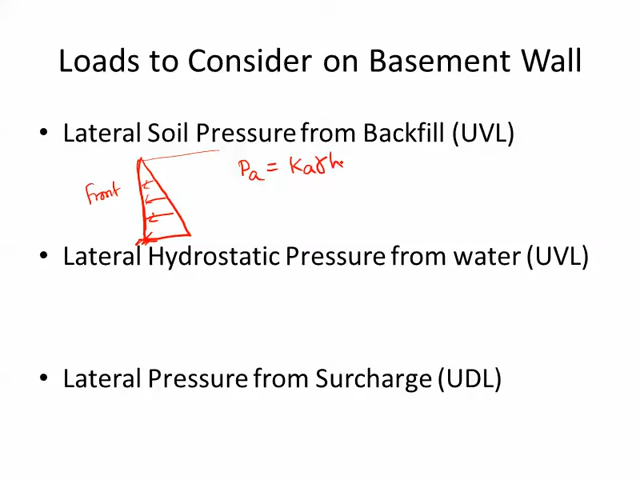 Loads to Consider on Basement Wall
• Lateral Soil Pressure from Backfill (UVL)
Pa = Kaγh
Front
• Lateral Hydrostatic Pressure from water (UVL)
• Lateral Pressure from Surcharge (UDL)